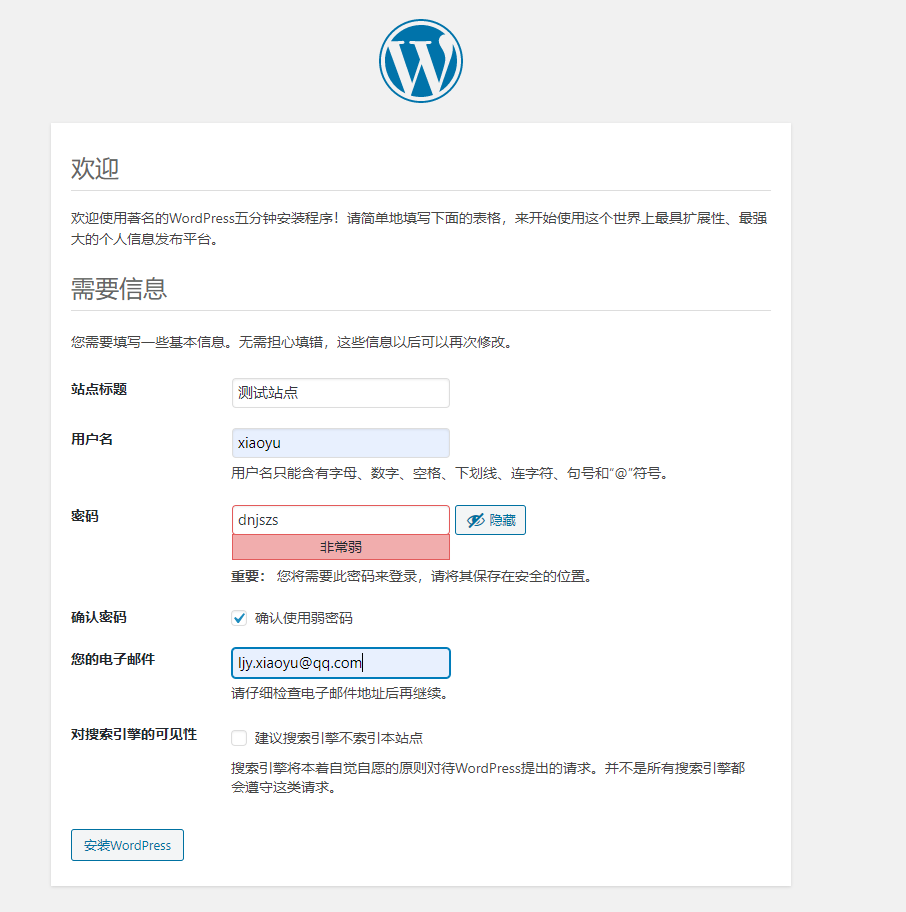 欢迎
欢迎使用著名的WordPress五分钟安装程序！请简单地填写下面的表格，来开始使用这个世界上最具扩展性、最强
大的个人信息发布平台。
需要信息
您需要填写一些基本信息。无需担心填错，这些信息以后可以再次修改。
站点标题
测试站点
用户名
xiaoyu
用户名只能含有字母、数字、空格、下划线、连字符、句号和“@”符号。
密码
dnjszs
隐藏
非常弱
重要： 您将需要此密码来登录，请将其保存在安全的位置。
确认密码
确认使用弱密码
您的电子邮件
ljy.xiaoyu@qq.com
请仔细检查电子邮件地址后再继续。
对搜索引擎的可见性
建议搜索引擎不索引本站点
搜索引擎将本着自觉自愿的原则对待WordPress提出的请求。并不是所有搜索引擎都
会遵守这类请求。
安装WordPress